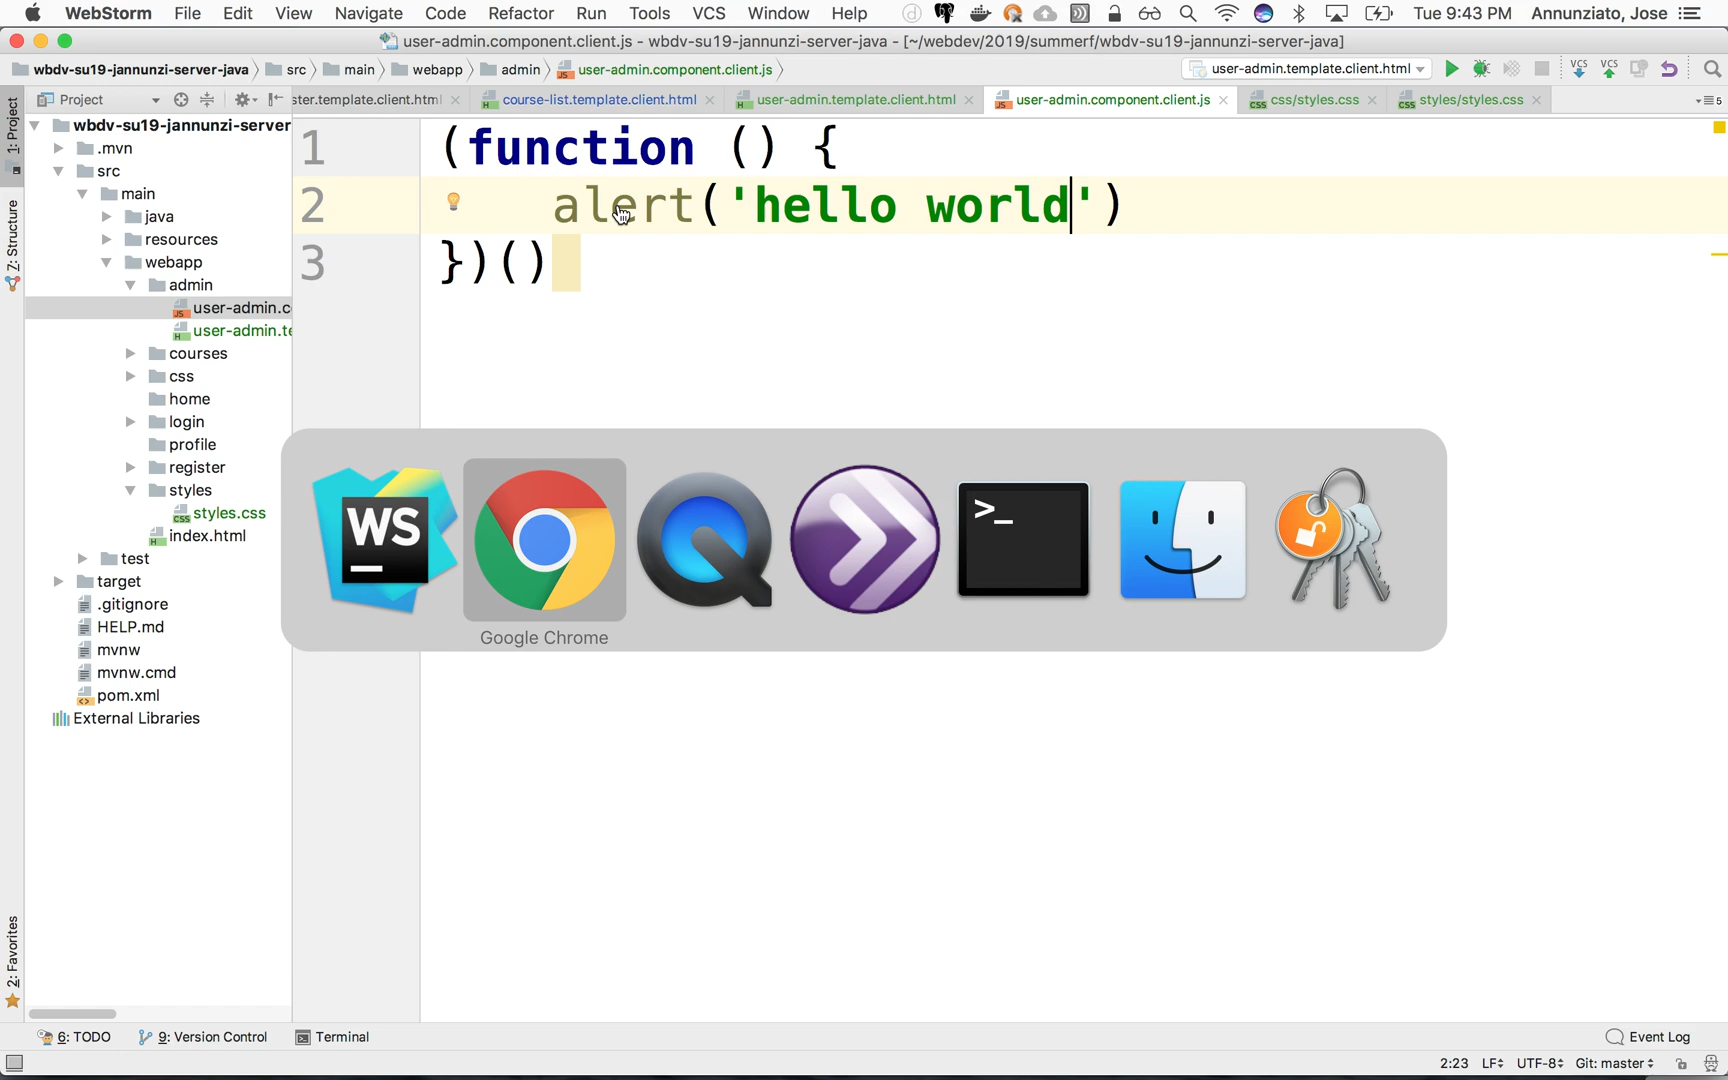 WebStorm File Edit View Navigate Code Refactor Run Tools VCS Window Help Tue 9:43 PM Annunziato, Jose
user-admin.component.client.js - wbdv-su19-jannunzi-server-java - [~/webdev/2019/summerf/wbdv-su19-jannunzi-server-java]
wbdv-su19-jannunzi-server-java src main webapp admin user-admin.component.client.js user-admin.template.client.html VCS VCS
Project ster.template.client.html course-list.template.client.html user-admin.template.client.html user-admin.component.client.js css/styles.css styles/styles.css 5
1: Project
Z: Structure
2: Favorites
wbdv-su19-jannunzi-server
.mvn
src
main
java
resources
webapp
admin
user-admin.c
user-admin.te
courses
css
home
login
profile
register
styles
styles.css
index.html
test
target
.gitignore
HELP.md
mvnw
mvnw.cmd
pom.xml
External Libraries
1 (function () {
2 alert('hello world')
3 })()
WS
>_
Google Chrome
6: TODO 9: Version Control Terminal Event Log
2:23 LF UTF-8 Git: master